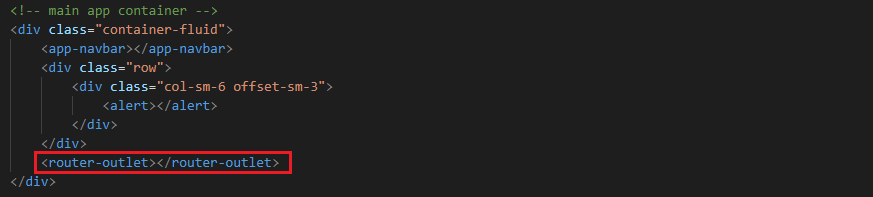 <!-- main app container -->
<div class="container-fluid">
    <app-navbar></app-navbar>
    <div class="row">
        <div class="col-sm-6 offset-sm-3">
            <alert></alert>
        </div>
    </div>
    <router-outlet></router-outlet>
</div>